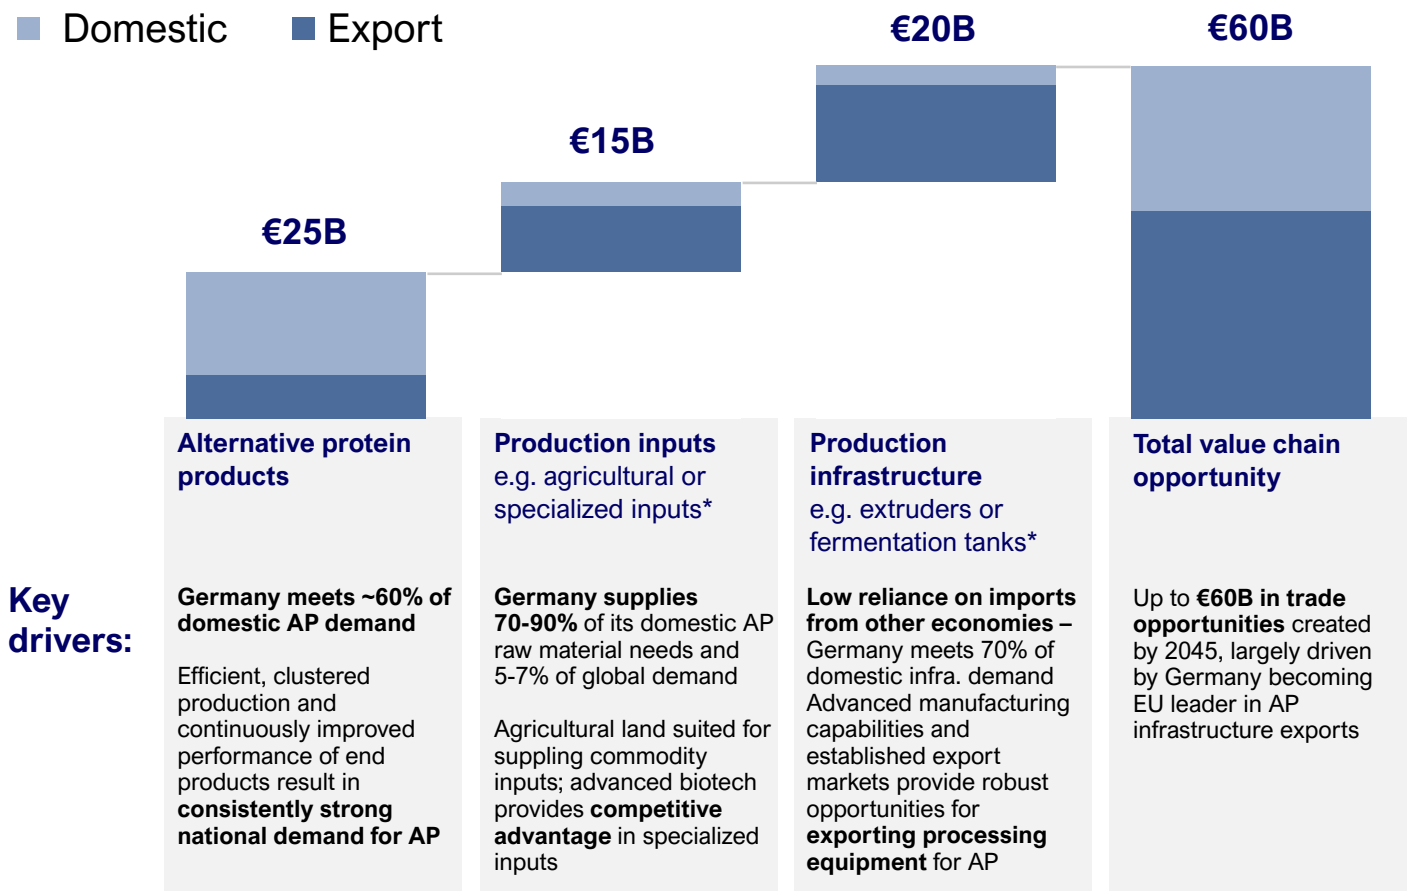 Domestic
Export
€25B
€15B
€20B
€60B
Alternative protein
products
Production inputs
e.g. agricultural or
specialized inputs*
Production
infrastructure
e.g. extruders or
fermentation tanks*
Total value chain
opportunity
Key
drivers:
Germany meets ~60% of
domestic AP demand
Efficient, clustered
production and
continuously improved
performance of end
products result in
consistently strong
national demand for AP
Germany supplies
70-90% of its domestic AP
raw material needs and
5-7% of global demand
Agricultural land suited for
suppling commodity
inputs; advanced biotech
provides competitive
advantage in specialized
inputs
Low reliance on imports
from other economies –
Germany meets 70% of
domestic infra. demand
Advanced manufacturing
capabilities and
established export
markets provide robust
opportunities for
exporting processing
equipment for AP
Up to €60B in trade
opportunities created
by 2045, largely driven
by Germany becoming
EU leader in AP
infrastructure exports